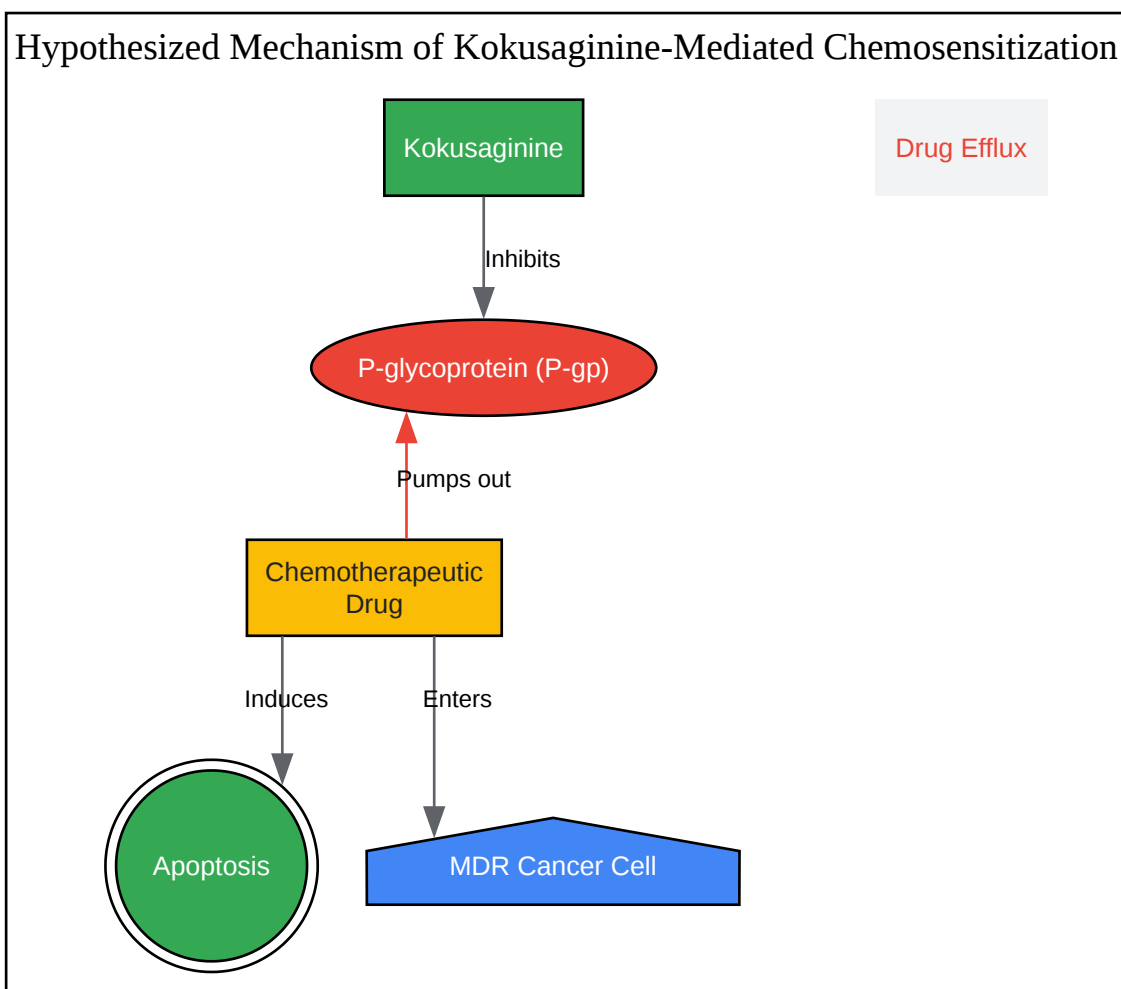 Hypothesized Mechanism of Kokusaginine-Mediated Chemosensitization
Kokusaginine
Drug Efflux
Inhibits
P-glycoprotein (P-gp)
Pumps out
Chemotherapeutic
Drug
Induces
Enters
Apoptosis
MDR Cancer Cell